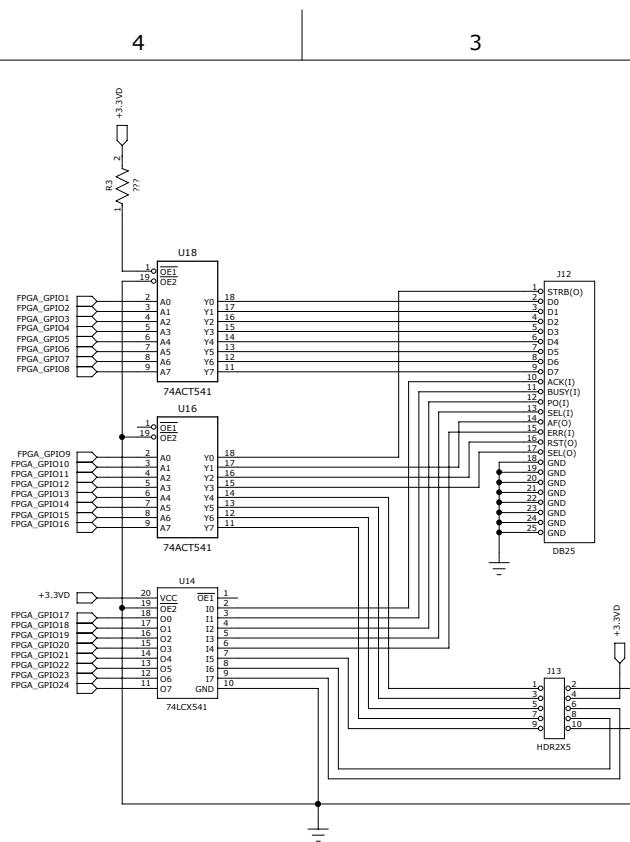 4
3
+3.3VD
2
R3
???
1
U18
1 OE1
19 OE2
FPGA_GPIO1 2 A0 Y0 18
FPGA_GPIO2 3 A1 Y1 17
FPGA_GPIO3 4 A2 Y2 16
FPGA_GPIO4 5 A3 Y3 15
FPGA_GPIO5 6 A4 Y4 14
FPGA_GPIO6 7 A5 Y5 13
FPGA_GPIO7 8 A6 Y6 12
FPGA_GPIO8 9 A7 Y7 11
74ACT541
U16
1 OE1
19 OE2
FPGA_GPIO9 2 A0 Y0 18
FPGA_GPIO10 3 A1 Y1 17
FPGA_GPIO11 4 A2 Y2 16
FPGA_GPIO12 5 A3 Y3 15
FPGA_GPIO13 6 A4 Y4 14
FPGA_GPIO14 7 A5 Y5 13
FPGA_GPIO15 8 A6 Y6 12
FPGA_GPIO16 9 A7 Y7 11
74ACT541
U14
+3.3VD 20 VCC OE1 1
19 OE2 I0 2
FPGA_GPIO17 18 O0 I1 3
FPGA_GPIO18 17 O1 I2 4
FPGA_GPIO19 16 O2 I3 5
FPGA_GPIO20 15 O3 I4 6
FPGA_GPIO21 14 O4 I5 7
FPGA_GPIO22 13 O5 I6 8
FPGA_GPIO23 12 O6 I7 9
FPGA_GPIO24 11 O7 GND 10
74LCX541
J12
1 STRB(O)
2 D0
3 D1
4 D2
5 D3
6 D4
7 D5
8 D6
9 D7
10 ACK(I)
11 BUSY(I)
12 PO(I)
13 SEL(I)
14 AF(O)
15 ERR(I)
16 RST(O)
17 SEL(O)
18 GND
19 GND
20 GND
21 GND
22 GND
23 GND
24 GND
25 GND
DB25
+3.3VD
J13
1 2
3 4
5 6
7 8
9 10
HDR2X5